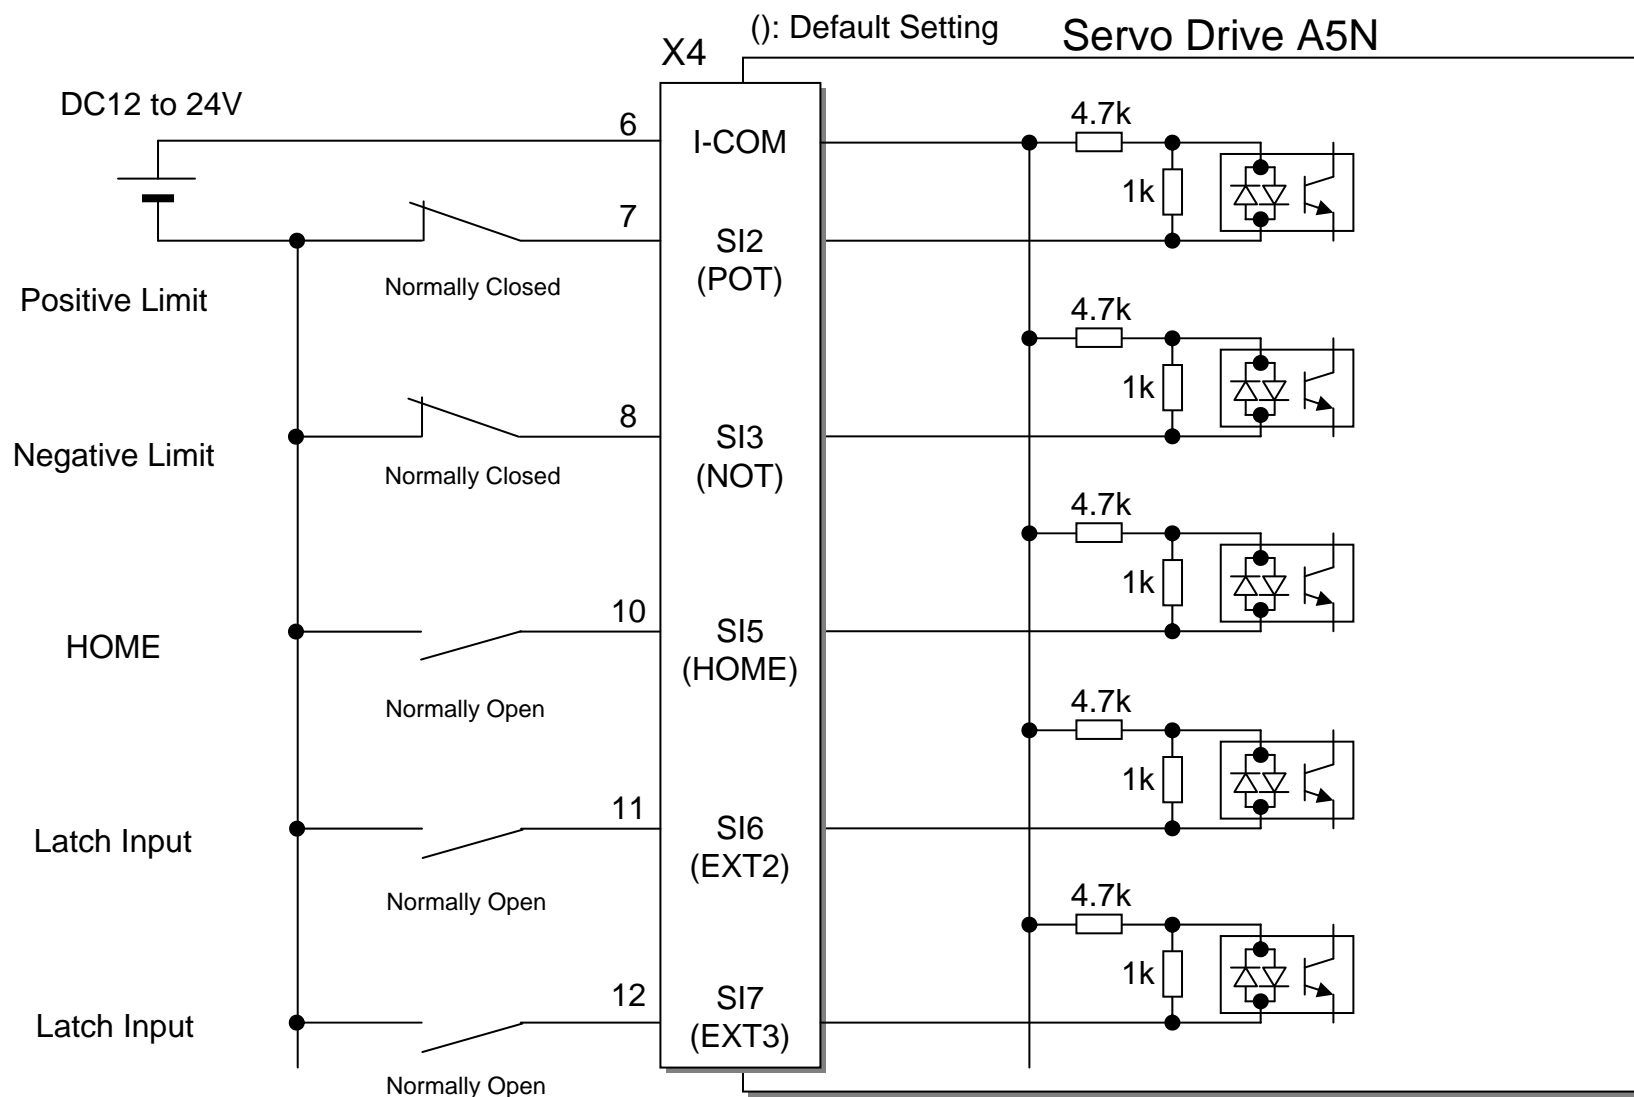 (): Default Setting
Servo Drive A5N
X4
DC12 to 24V
6
I-COM
4.7k
1k
7
SI2
(POT)
Positive Limit
Normally Closed
4.7k
1k
8
SI3
(NOT)
Negative Limit
Normally Closed
4.7k
1k
10
SI5
(HOME)
HOME
Normally Open
4.7k
1k
11
SI6
(EXT2)
Latch Input
Normally Open
4.7k
1k
12
SI7
(EXT3)
Latch Input
Normally Open